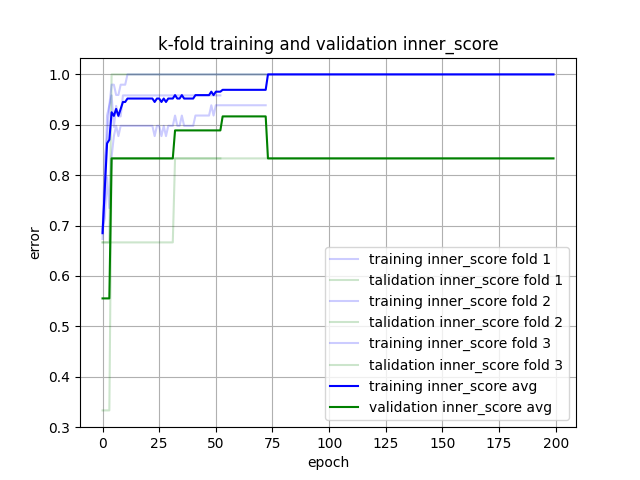 k-fold training and validation inner_score
error
1.0
0.9
0.8
0.7
0.6
0.5
0.4
0.3
training inner_score fold 1
talidation inner_score fold 1
training inner_score fold 2
talidation inner_score fold 2
training inner_score fold 3
talidation inner_score fold 3
training inner_score avg
validation inner_score avg
0 25 50 75 100 125 150 175 200
epoch